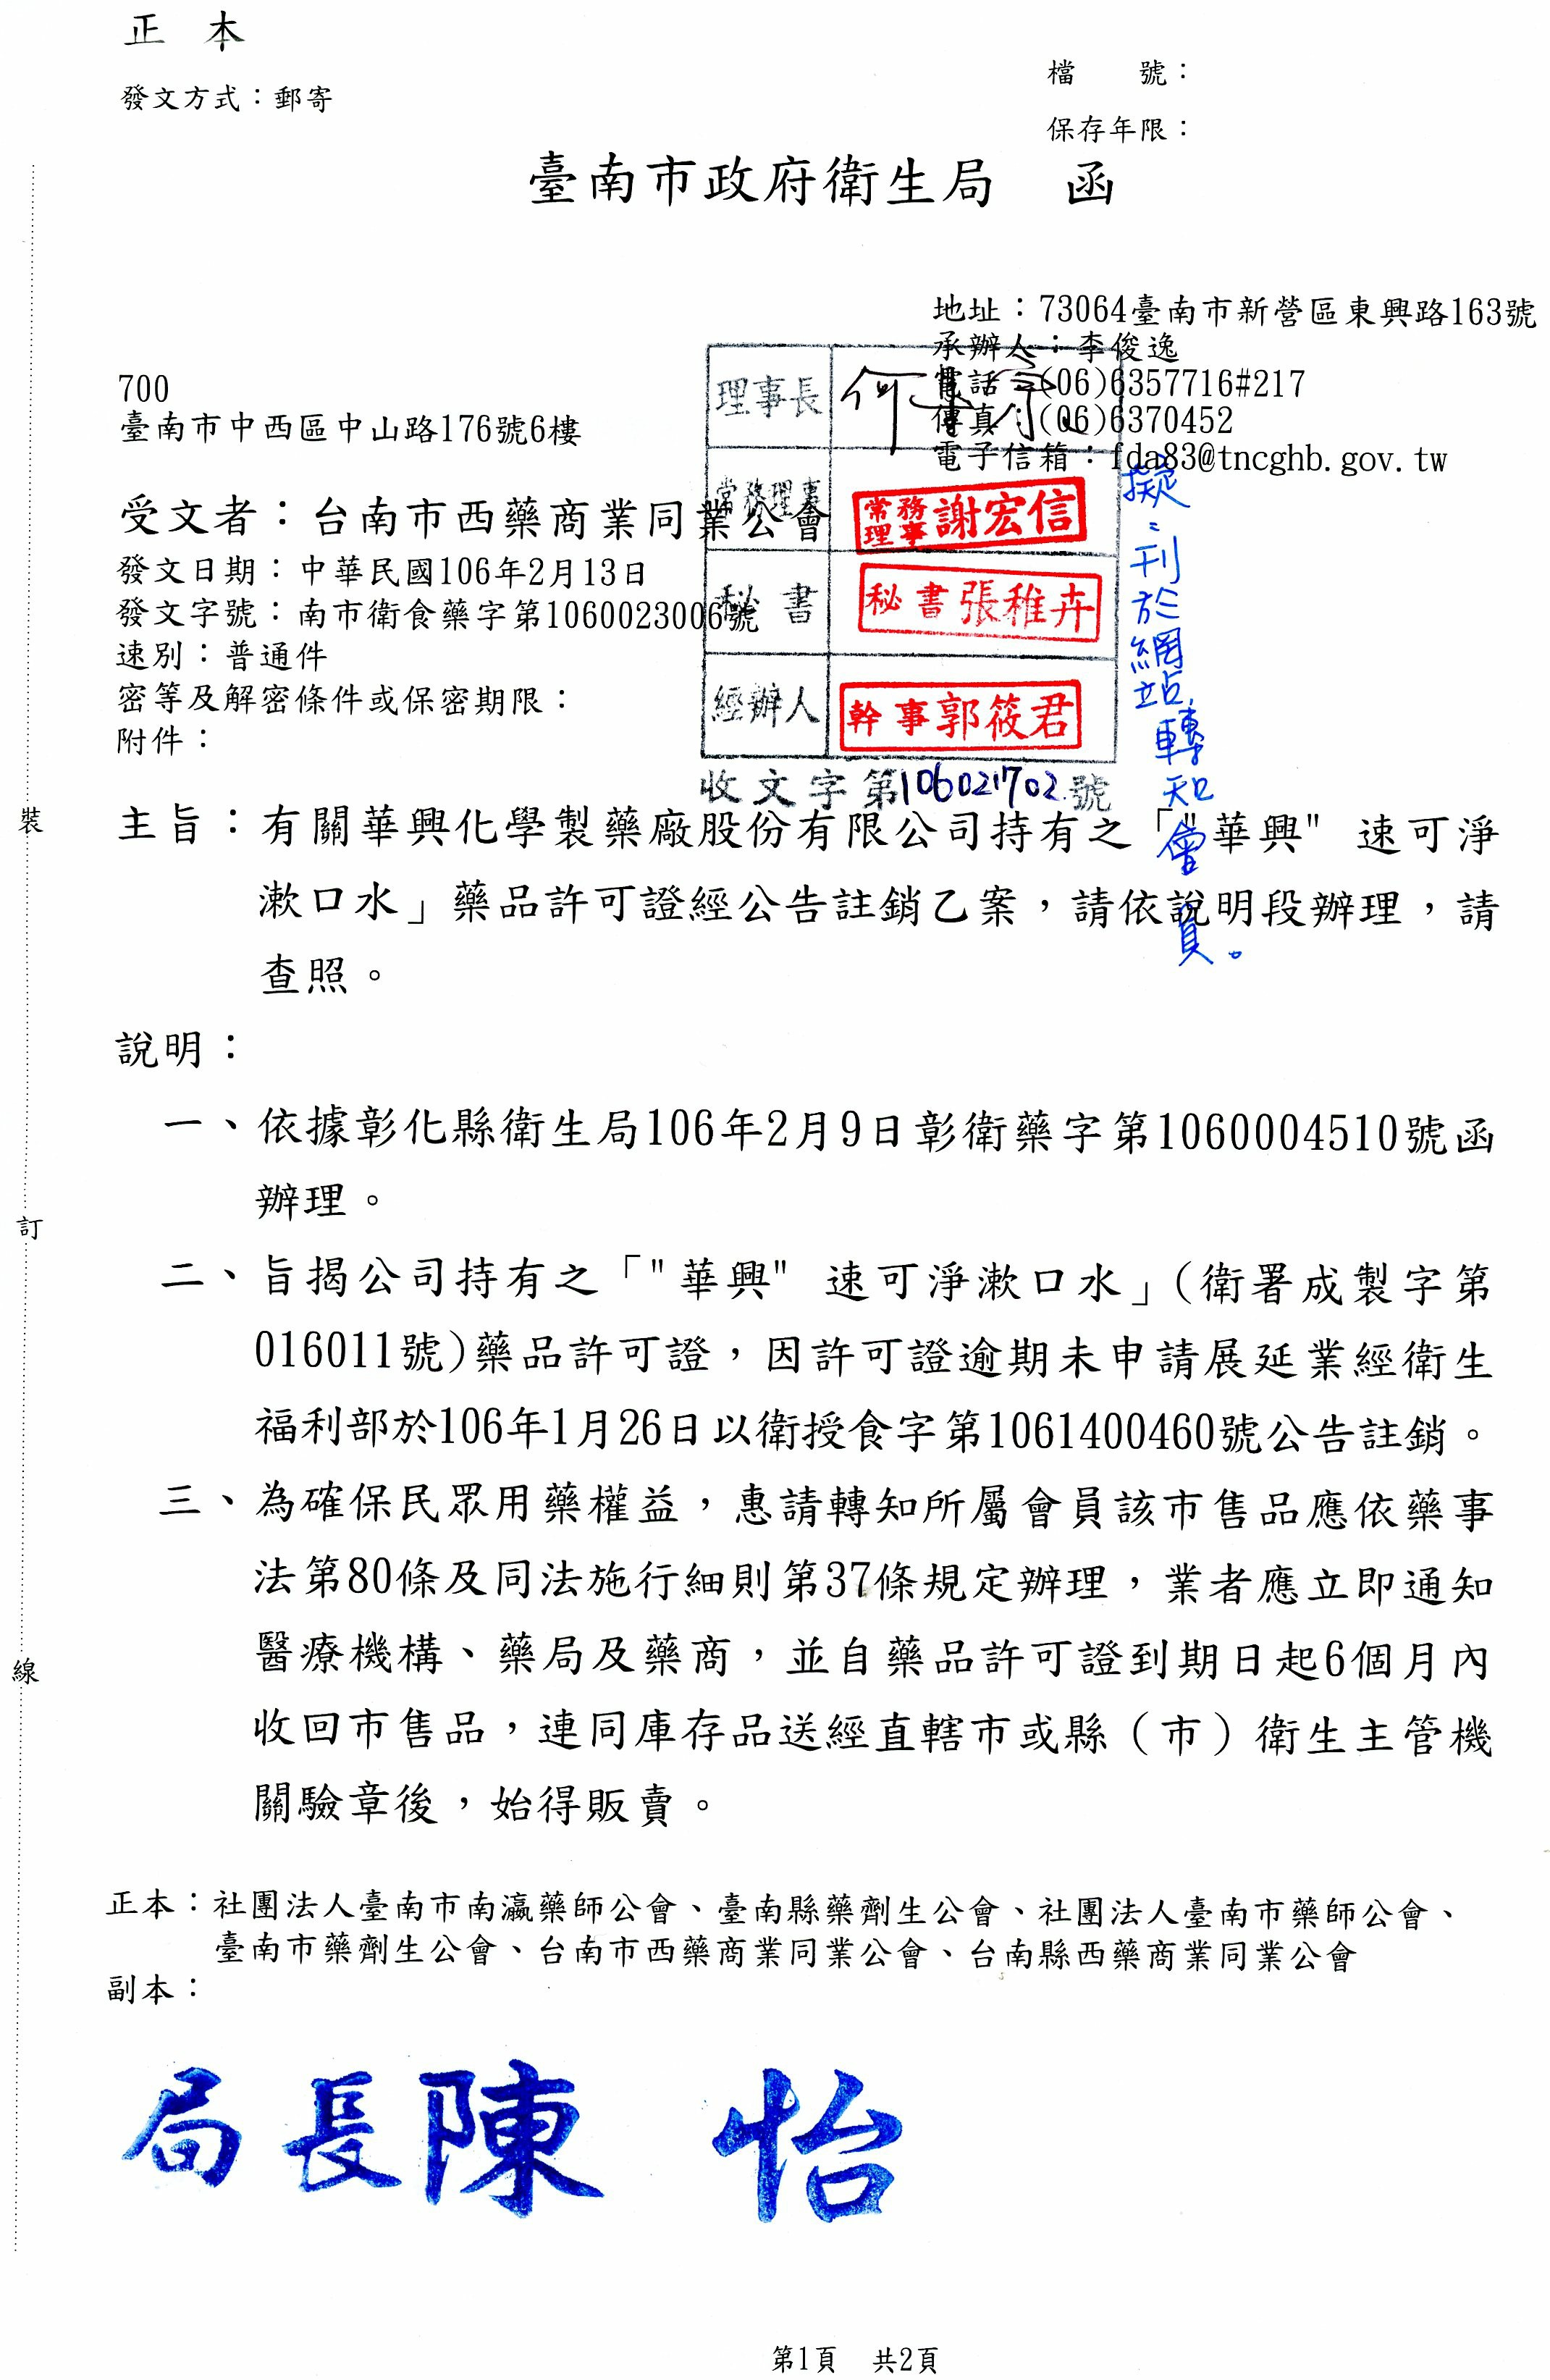 正 本
發文方式：郵寄
檔 號：
保存年限：
臺南市政府衛生局 函
地址：73064臺南市新營區東興路163號
承辦人：李俊逸
電話：(06)6357716#217
傳真：(06)6370452
電子信箱：fda83@tncghb.gov.tw
700
臺南市中西區中山路176號6樓
受文者：台南市西藥商業同業公會
發文日期：中華民國106年2月13日
發文字號：南市衛食藥字第1060023006號
速別：普通件
密等及解密條件或保密期限：
附件：
理事長
常務理事 常務理事 謝宏信
秘書 秘書 張稚卉
經辦人 幹事 郭筱君
收文字第106021702號
擬：刊於網站，轉知會員。
主旨：有關華興化學製藥廠股份有限公司持有之「"華興" 速可淨
漱口水」藥品許可證經公告註銷乙案，請依說明段辦理，請
查照。
說明：
一、依據彰化縣衛生局106年2月9日彰衛藥字第1060004510號函
辦理。
二、旨揭公司持有之「"華興" 速可淨漱口水」(衛署成製字第
016011號)藥品許可證，因許可證逾期未申請展延業經衛生
福利部於106年1月26日以衛授食字第1061400460號公告註銷。
三、為確保民眾用藥權益，惠請轉知所屬會員該市售品應依藥事
法第80條及同法施行細則第37條規定辦理，業者應立即通知
醫療機構、藥局及藥商，並自藥品許可證到期日起6個月內
收回市售品，連同庫存品送經直轄市或縣（市）衛生主管機
關驗章後，始得販賣。
正本：社團法人臺南市南瀛藥師公會、臺南縣藥劑生公會、社團法人臺南市藥師公會、
臺南市藥劑生公會、台南市西藥商業同業公會、台南縣西藥商業同業公會
副本：
局長陳 怡
裝
訂
線
第1頁 共2頁